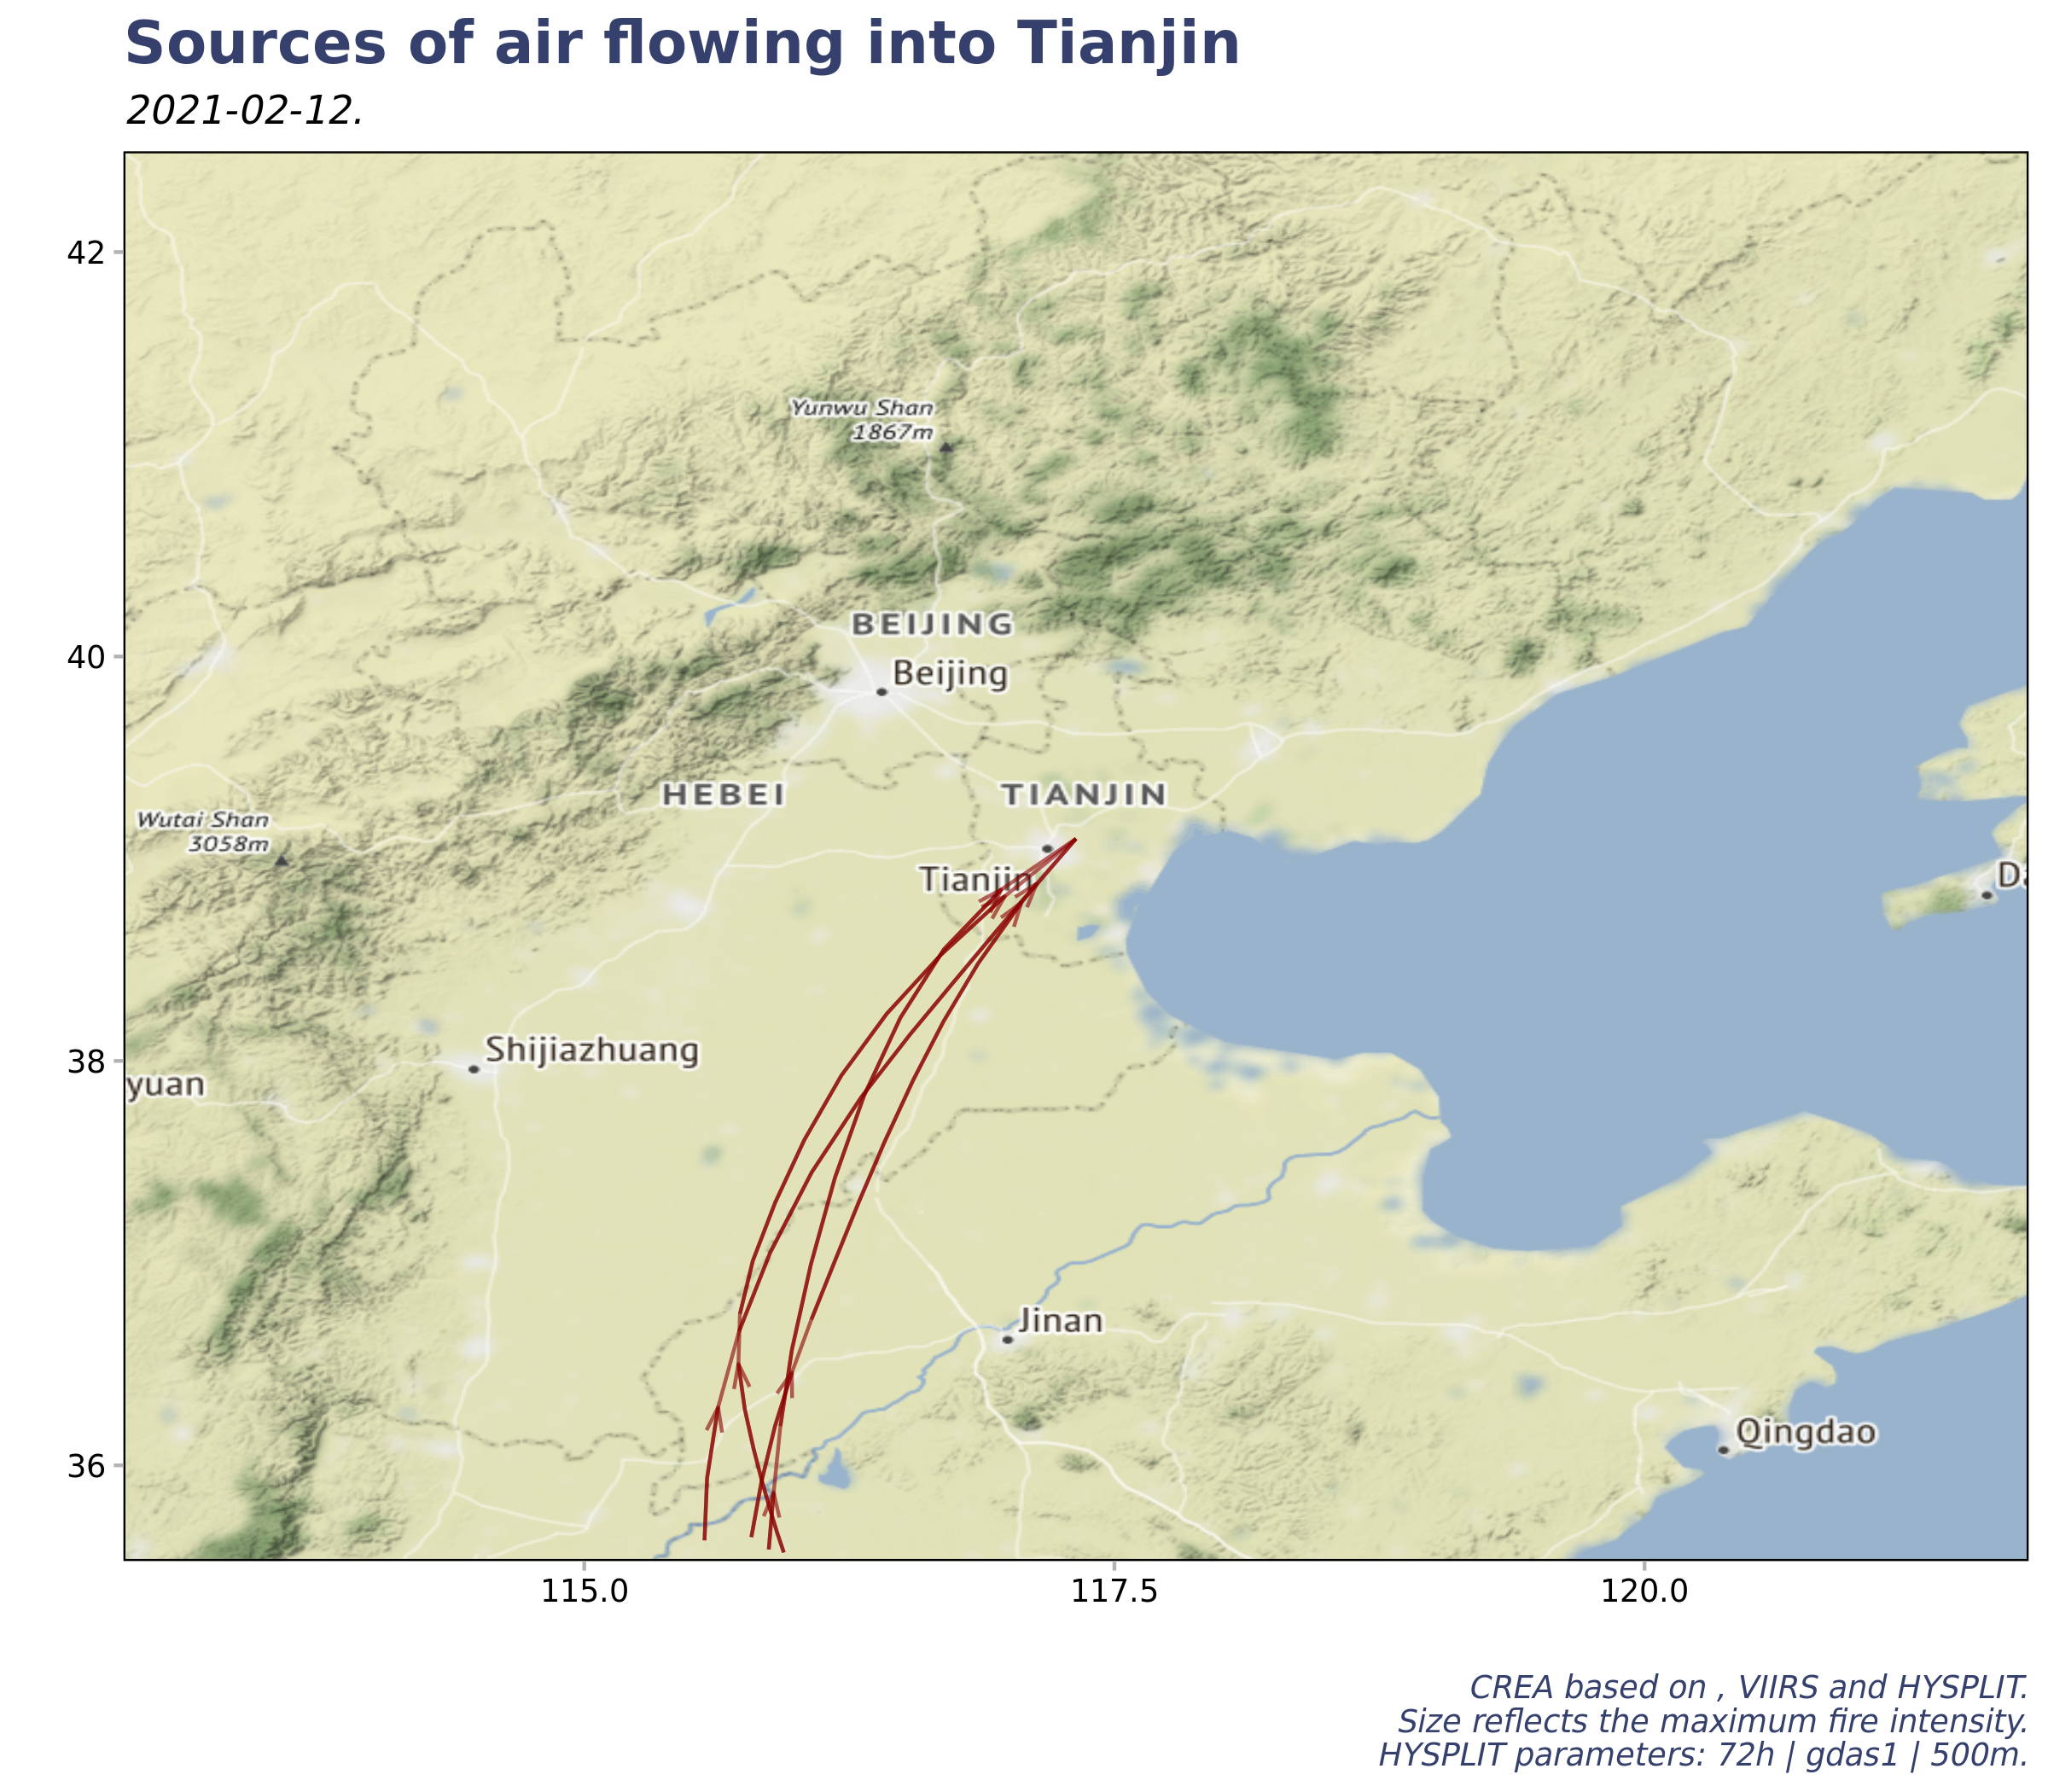 Sources of air flowing into Tianjin
2021-02-12.
42
Yunwu Shan
1867m
BEIJING
40
Beijing
HEBEI
TIANJIN
Wutai Shan
3058m
Tianjin
Da
38
Shijiazhuang
yuan
Jinan
Qingdao
36
115.0
117.5
120.0
CREA based on , VIIRS and HYSPLIT.
Size reflects the maximum fire intensity.
HYSPLIT parameters: 72h | gdas1 | 500m.